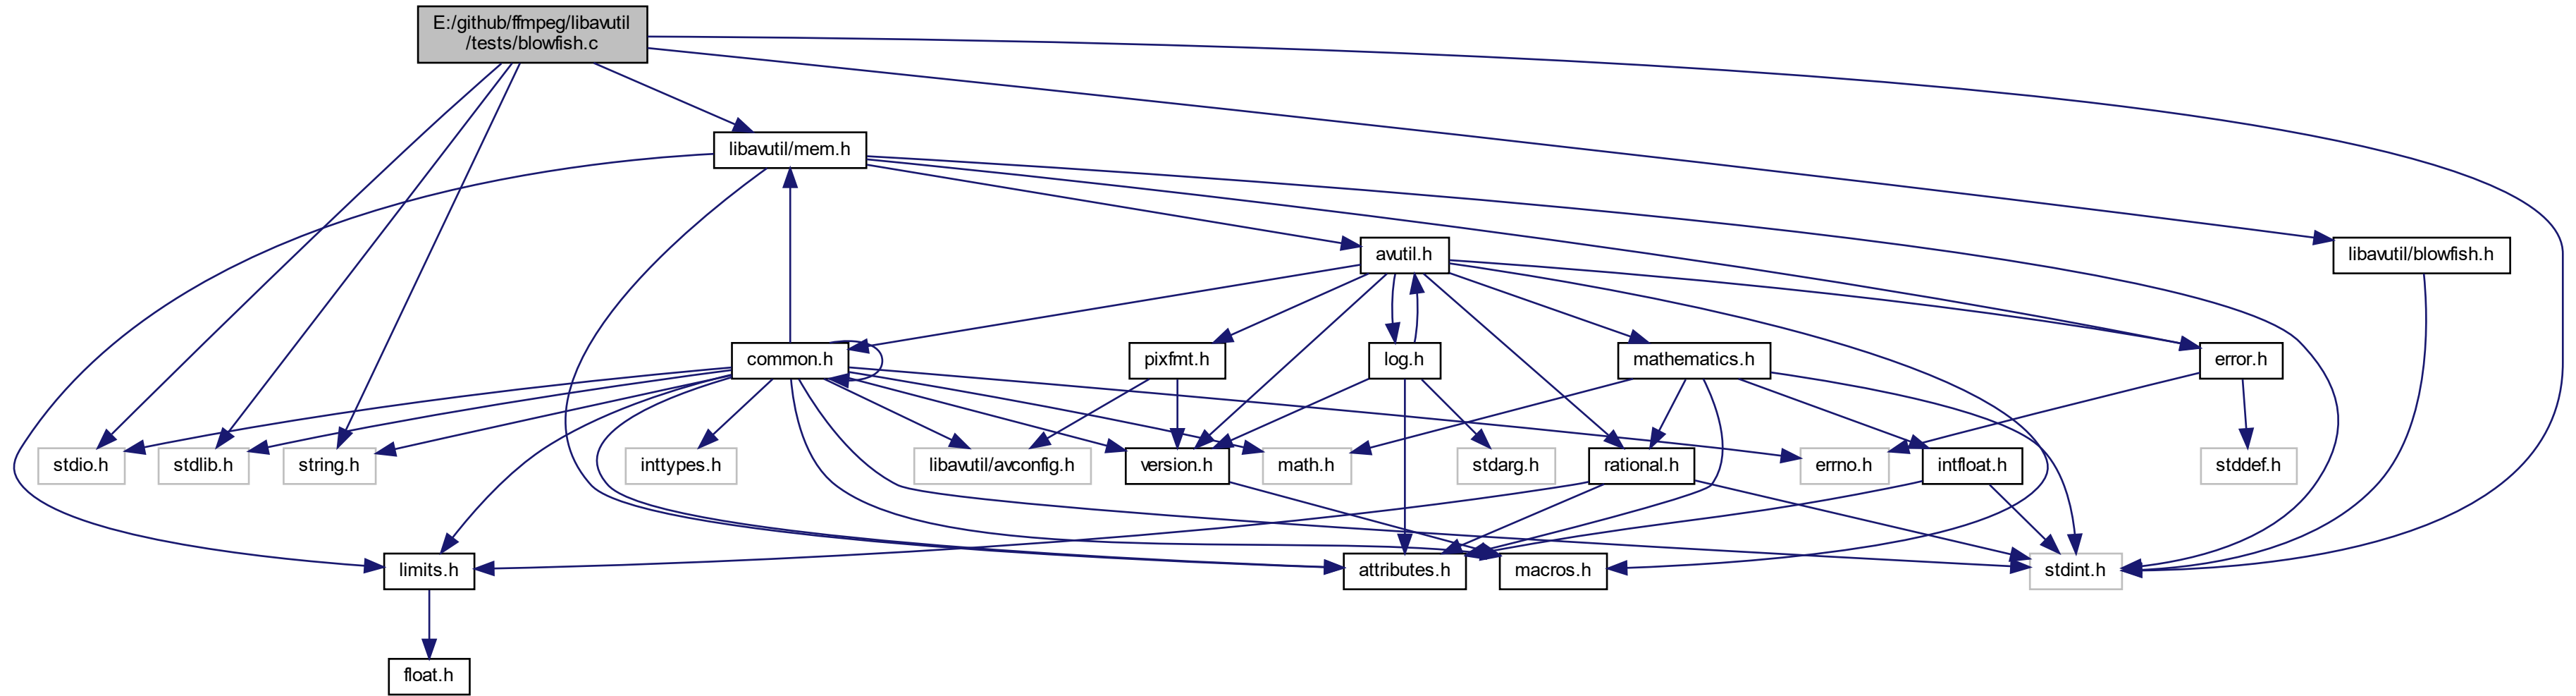 E:/github/ffmpeg/libavutil
/tests/blowfish.c
libavutil/mem.h
avutil.h
libavutil/blowfish.h
common.h
pixfmt.h
log.h
mathematics.h
error.h
stdio.h
stdlib.h
string.h
inttypes.h
libavutil/avconfig.h
version.h
math.h
stdarg.h
rational.h
errno.h
intfloat.h
stddef.h
limits.h
attributes.h
macros.h
stdint.h
float.h